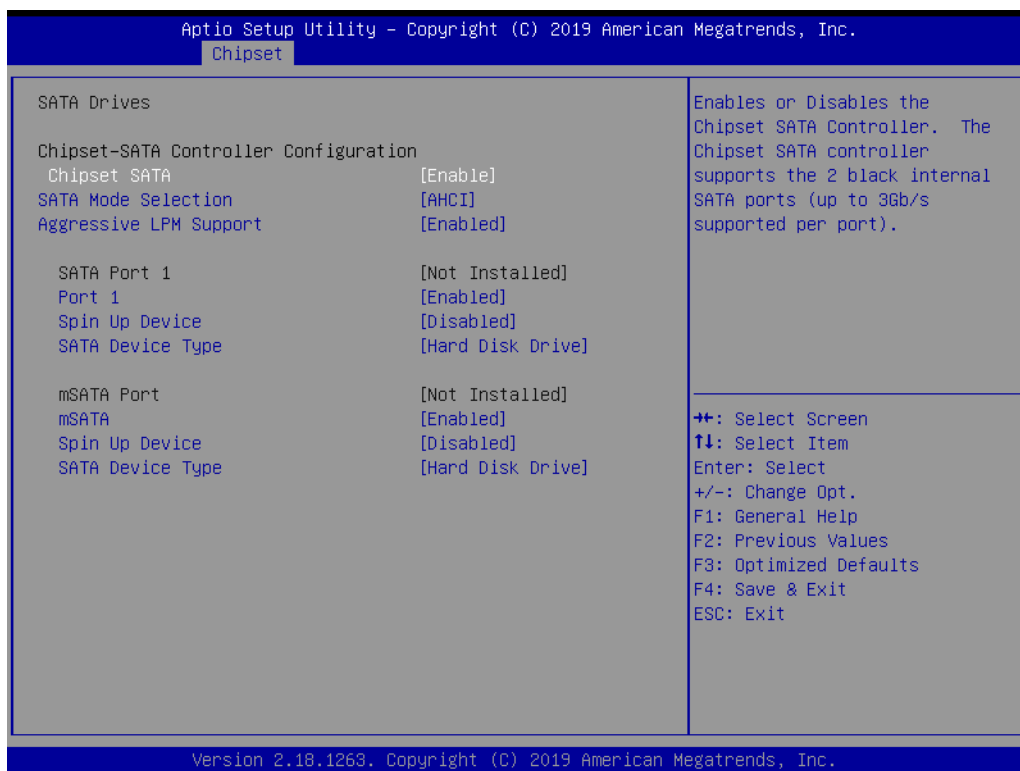 Aptio Setup Utility – Copyright (C) 2019 American Megatrends, Inc.
Chipset
SATA Drives
Chipset-SATA Controller Configuration
Chipset SATA [Enable]
SATA Mode Selection [AHCI]
Aggressive LPM Support [Enabled]
SATA Port 1 [Not Installed]
Port 1 [Enabled]
Spin Up Device [Disabled]
SATA Device Type [Hard Disk Drive]
mSATA Port [Not Installed]
mSATA [Enabled]
Spin Up Device [Disabled]
SATA Device Type [Hard Disk Drive]
Enables or Disables the
Chipset SATA Controller. The
Chipset SATA controller
supports the 2 black internal
SATA ports (up to 3Gb/s
supported per port).
→←: Select Screen
↑↓: Select Item
Enter: Select
+/-: Change Opt.
F1: General Help
F2: Previous Values
F3: Optimized Defaults
F4: Save & Exit
ESC: Exit
Version 2.18.1263. Copyright (C) 2019 American Megatrends, Inc.